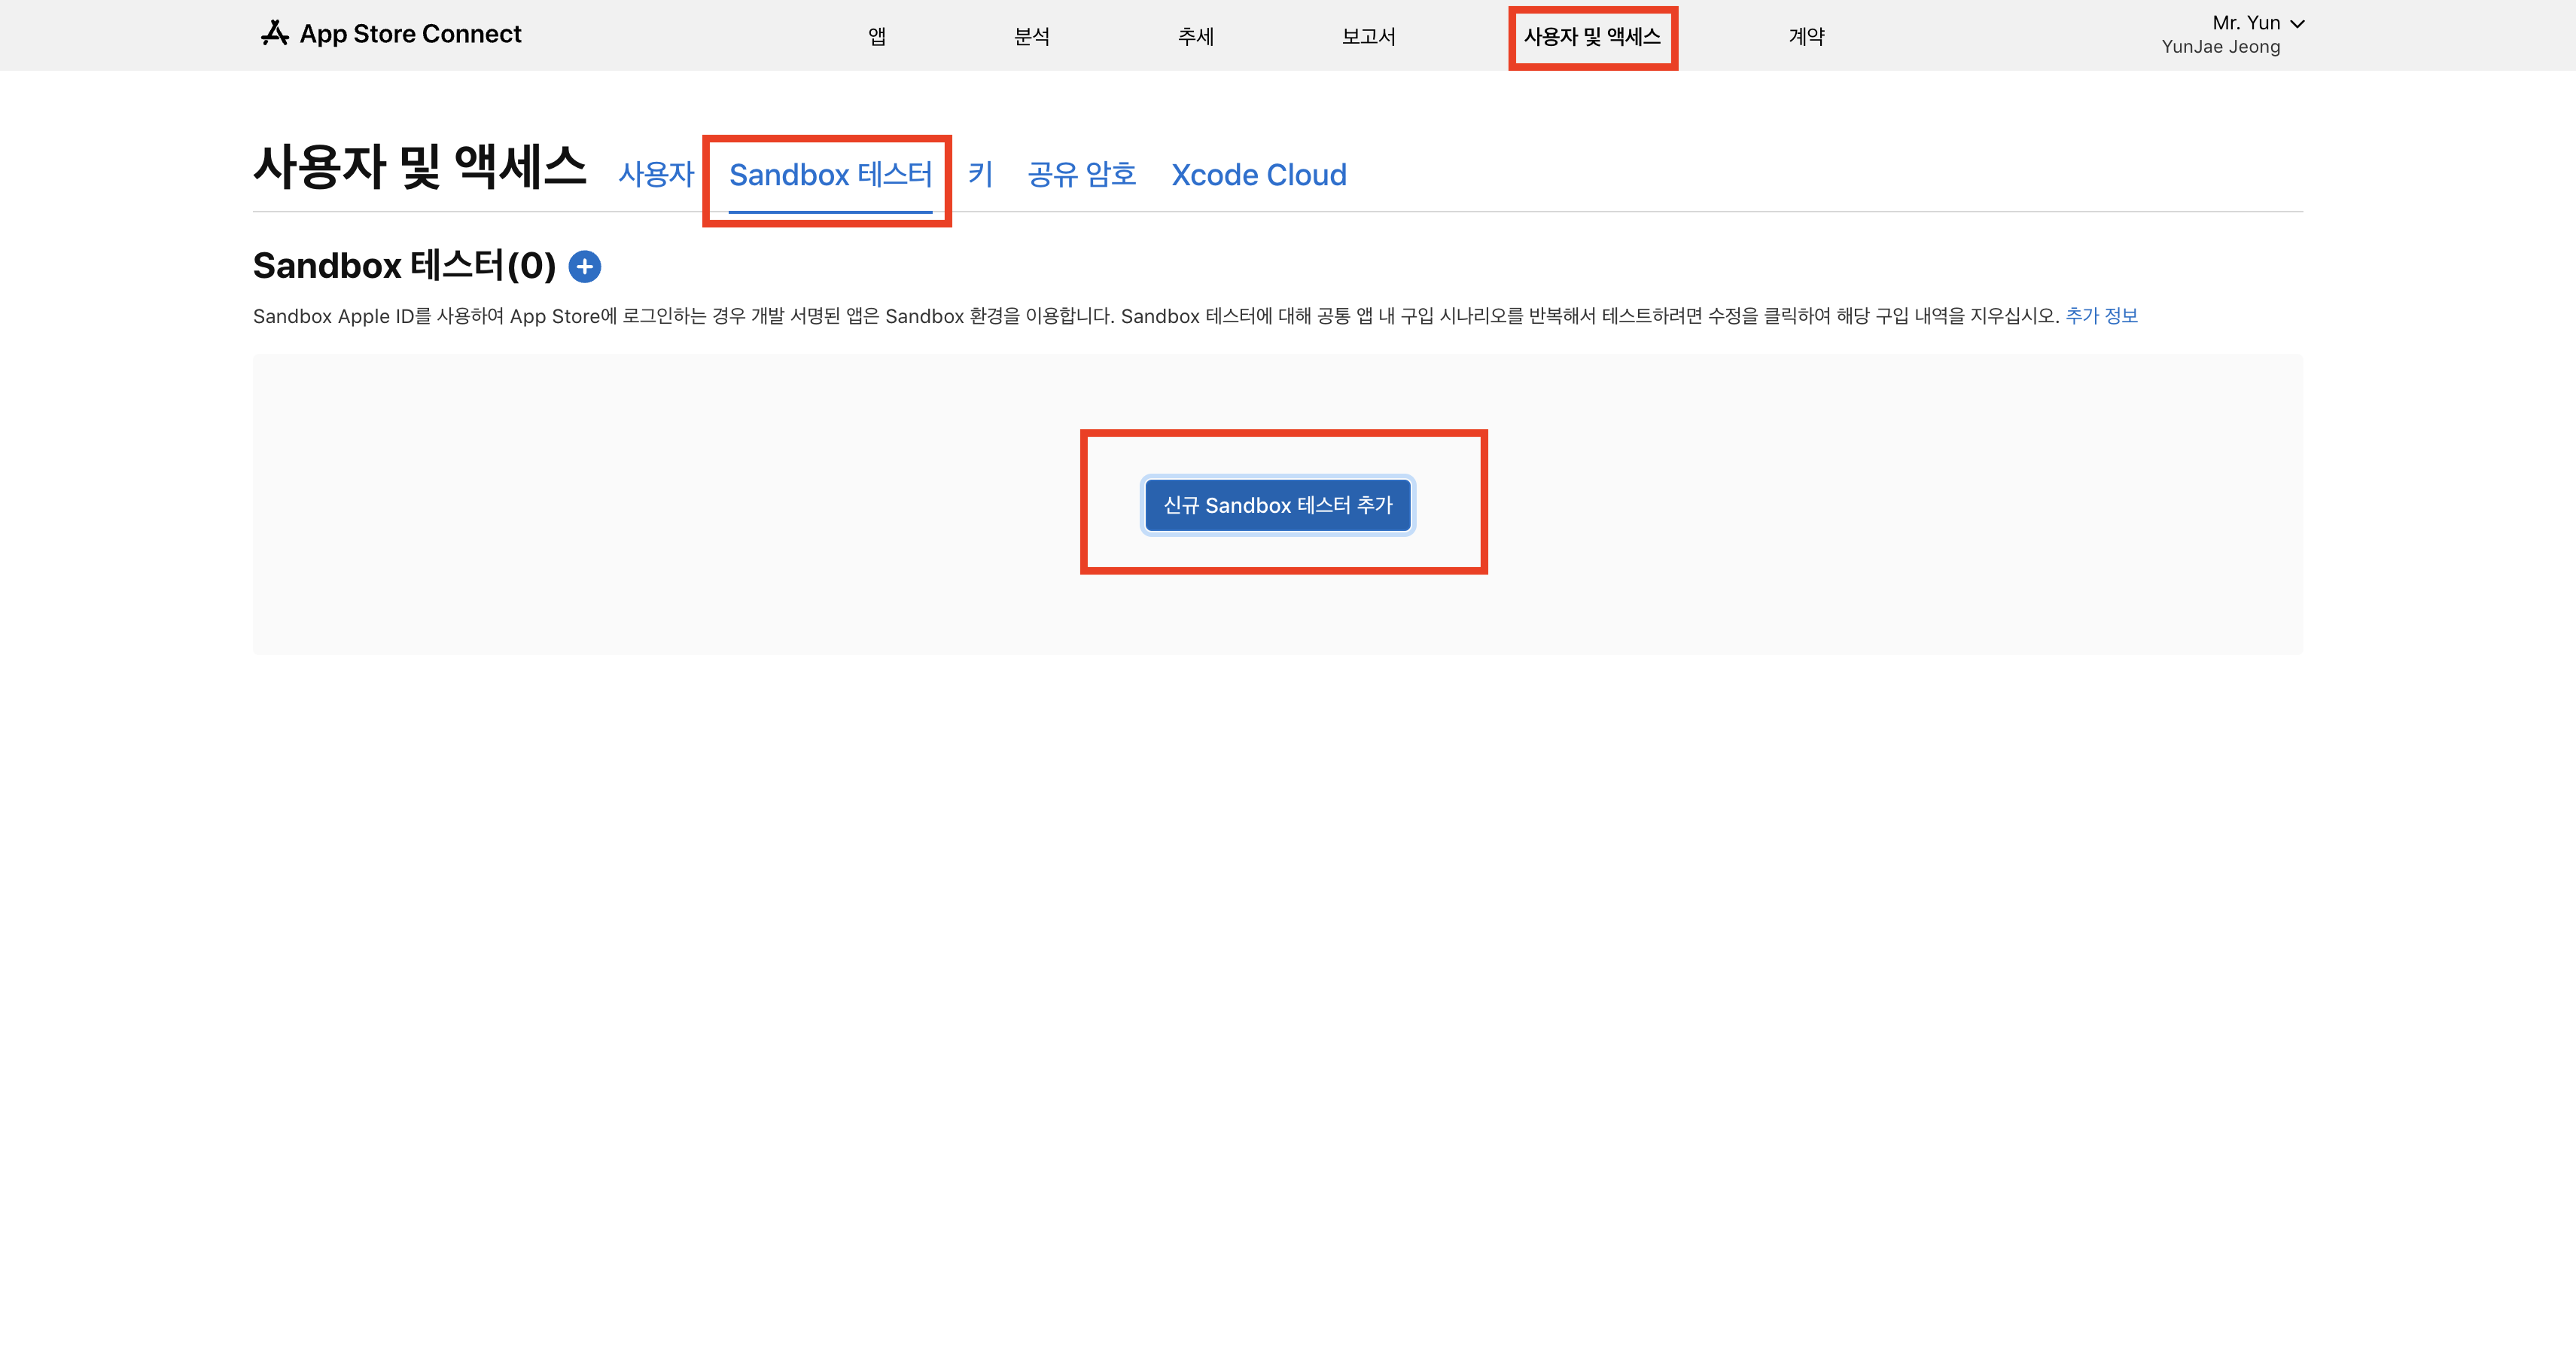 App Store Connect
앱
분석
추세
보고서
사용자 및 액세스
계약
Mr. Yun
YunJae Jeong
사용자 및 액세스
사용자
Sandbox 테스터
키
공유 암호
Xcode Cloud
Sandbox 테스터(0)
Sandbox Apple ID를 사용하여 App Store에 로그인하는 경우 개발 서명된 앱은 Sandbox 환경을 이용합니다. Sandbox 테스터에 대해 공통 앱 내 구입 시나리오를 반복해서 테스트하려면 수정을 클릭하여 해당 구입 내역을 지우십시오. 추가 정보
신규 Sandbox 테스터 추가